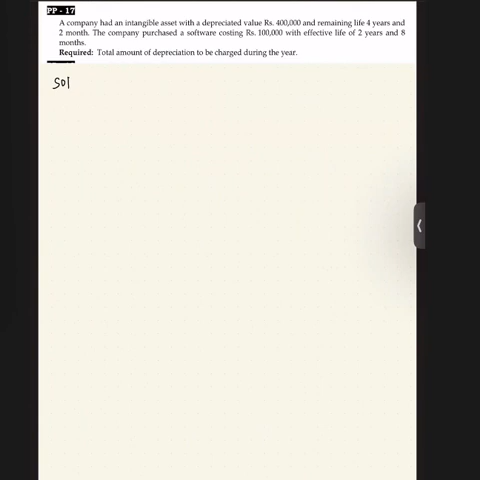 PP - 17
A company had an intangible asset with a depreciated value Rs. 400,000 and remaining life 4 years and
2 month. The company purchased a software costing Rs. 100,000 with effective life of 2 years and 8
months.
Required: Total amount of depreciation to be charged during the year.
sol